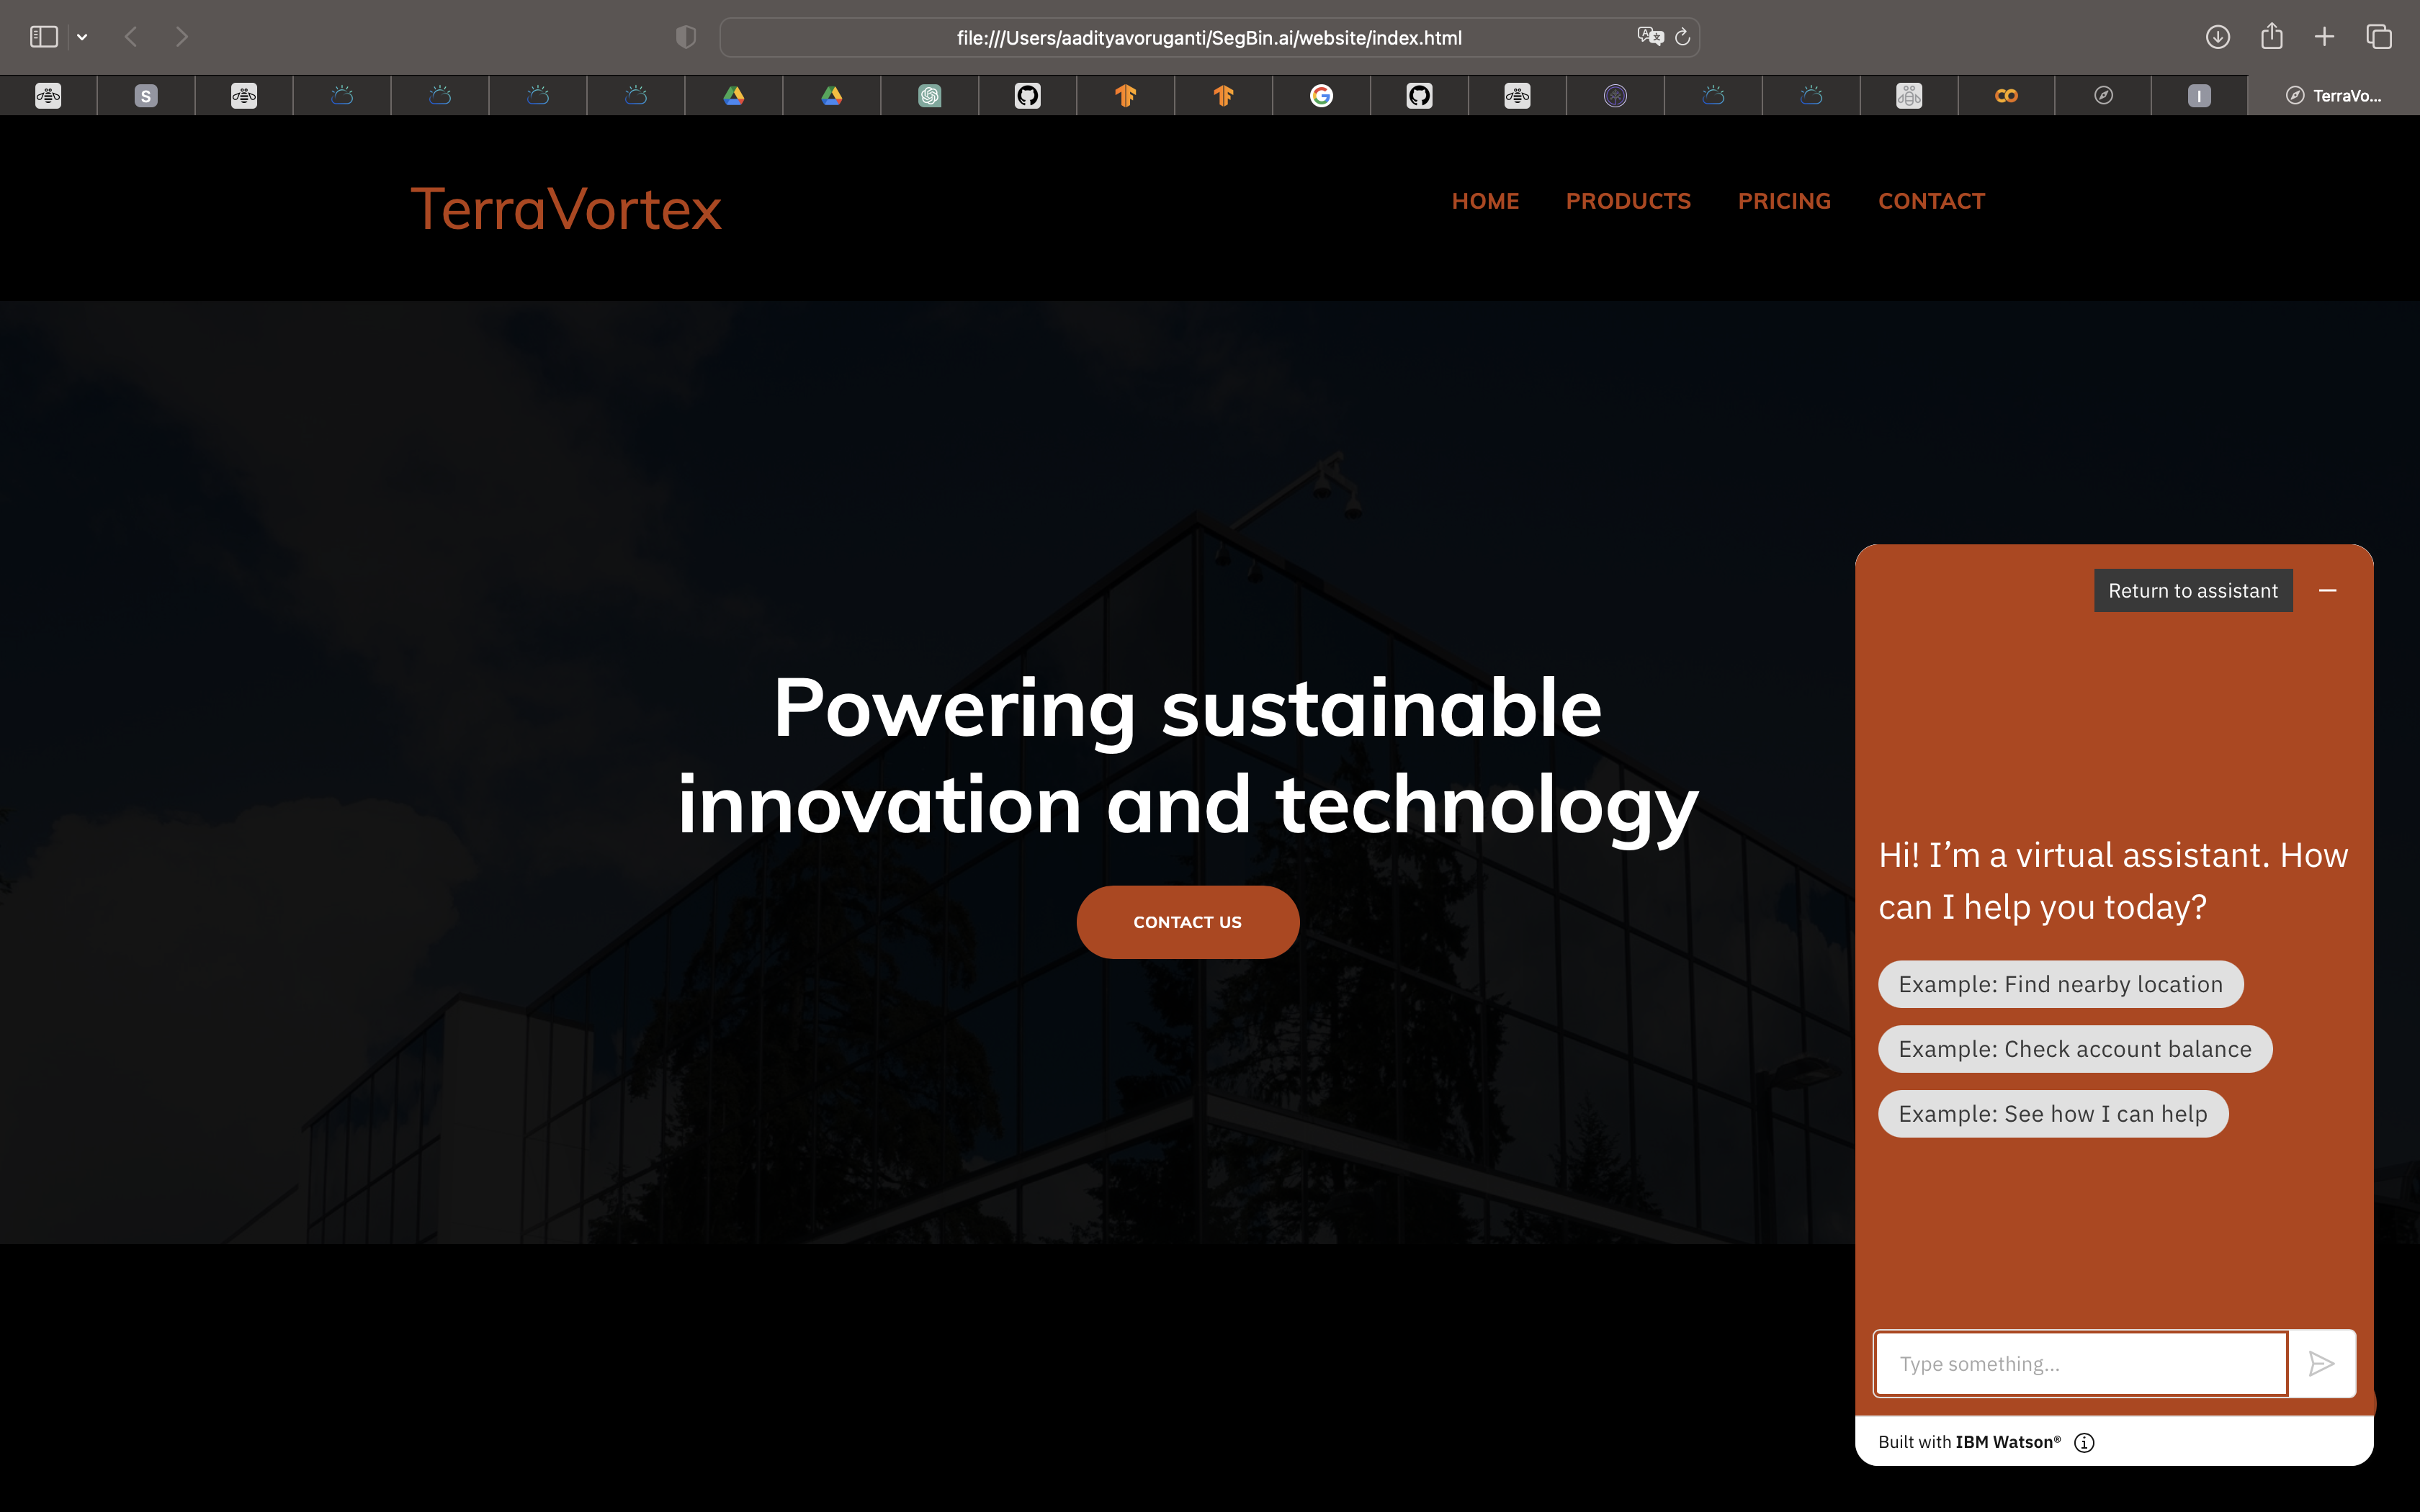 file:///Users/aadityavoruganti/SegBin.ai/website/index.html
S
I
TerraVo...
TerraVortex
HOME PRODUCTS PRICING CONTACT
Powering sustainable
innovation and technology
CONTACT US
Return to assistant
Hi! I’m a virtual assistant. How
can I help you today?
Example: Find nearby location
Example: Check account balance
Example: See how I can help
Type something...
Built with IBM Watson®